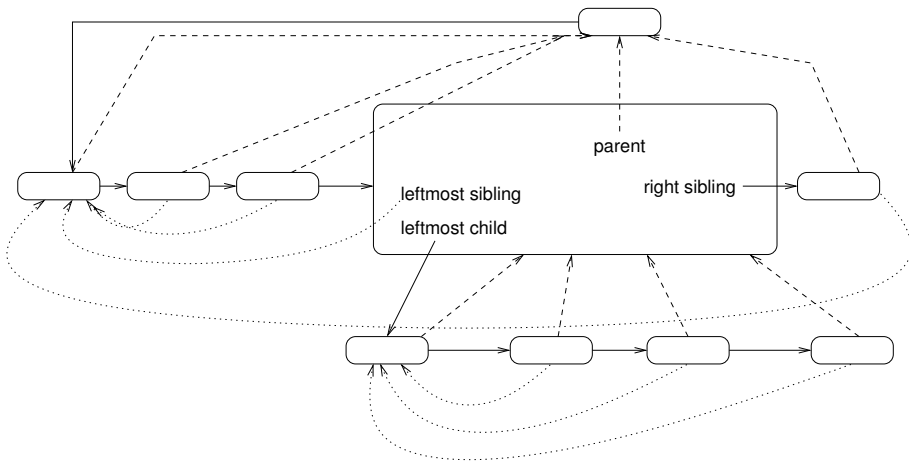 parent
right sibling
leftmost sibling
leftmost child